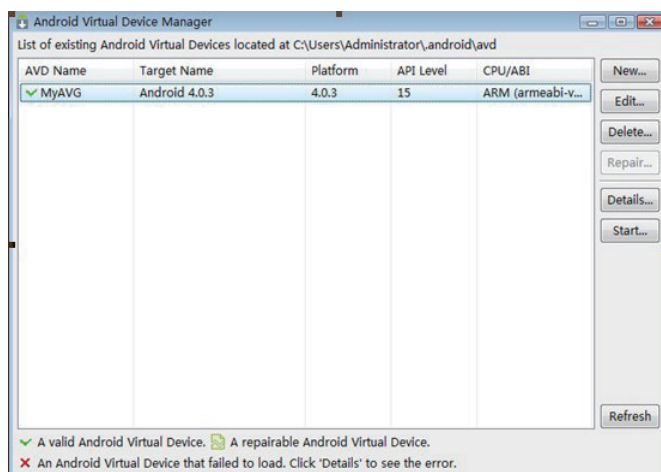 Android Virtual Device Manager
List of existing Android Virtual Devices located at C:\Users\Administrator\.android\avd
AVD Name Target Name Platform API Level CPU/ABI
MyAVG Android 4.0.3 4.0.3 15 ARM (armeabi-v...
New...
Edit...
Delete...
Repair...
Details...
Start...
Refresh
A valid Android Virtual Device. A repairable Android Virtual Device.
An Android Virtual Device that failed to load. Click 'Details' to see the error.